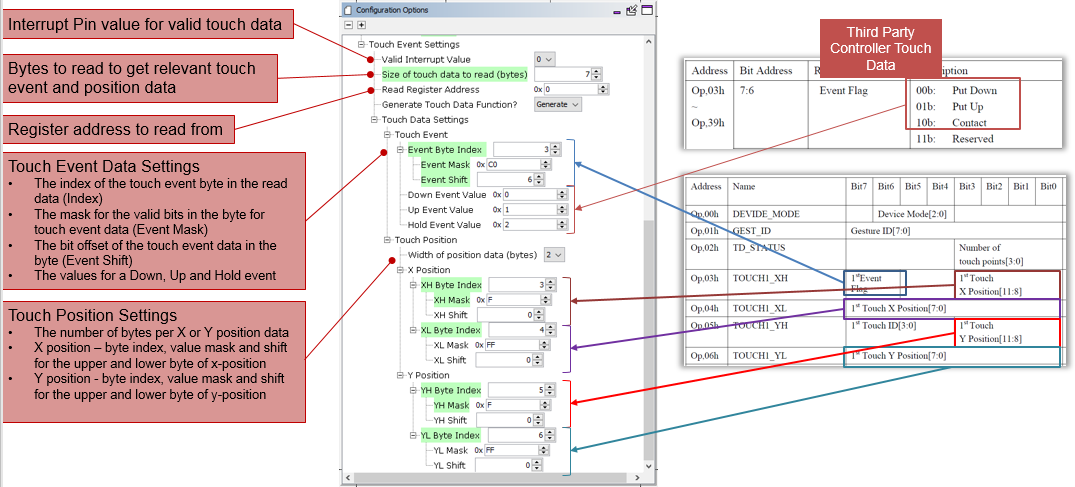 Interrupt Pin value for valid touch data
Bytes to read to get relevant touch
event and position data
Register address to read from
Touch Event Data Settings
• The index of the touch event byte in the read
data (Index)
• The mask for the valid bits in the byte for
touch event data (Event Mask)
• The bit offset of the touch event data in the
byte (Event Shift)
• The values for a Down, Up and Hold event
Touch Position Settings
• The number of bytes per X or Y position data
• X position – byte index, value mask and shift
for the upper and lower byte of x-position
• Y position - byte index, value mask and shift
for the upper and lower byte of y-position
Configuration Options
Touch Event Settings
Valid Interrupt Value 0
Size of touch data to read (bytes) 7
Read Register Address 0x 0
Generate Touch Data Function? Generate
Touch Data Settings
Touch Event
Event Byte Index 3
Event Mask 0x C0
Event Shift 6
Down Event Value 0x 0
Up Event Value 0x 1
Hold Event Value 0x 2
Touch Position
Width of position data (bytes) 2
X Position
XH Byte Index 3
XH Mask 0x F
XH Shift 0
XL Byte Index 4
XL Mask 0x FF
XL Shift 0
Y Position
YH Byte Index 5
YH Mask 0x F
YH Shift 0
YL Byte Index 6
YL Mask 0x FF
YL Shift 0
Third Party
Controller Touch
Data
Address Bit Address
Op,03h 7:6 Event Flag 00b: Put Down
~ 01b: Put Up
Op,39h 10b: Contact
11b: Reserved
Address Name Bit7 Bit6 Bit5 Bit4 Bit3 Bit2 Bit1 Bit0
Op,00h DEVIDE_MODE Device Mode[2:0]
Op,01h GEST_ID Gesture ID[7:0]
Op,02h TD_STATUS Number of
touch points[3:0]
Op,03h TOUCH1_XH 1st Event 1st Touch
Flag X Position[11:8]
Op,04h TOUCH1_XL 1st Touch X Position[7:0]
Op,05h TOUCH1_YH 1st Touch ID[3:0] 1st Touch
Y Position[11:8]
Op,06h TOUCH1_YL 1st Touch Y Position[7:0]